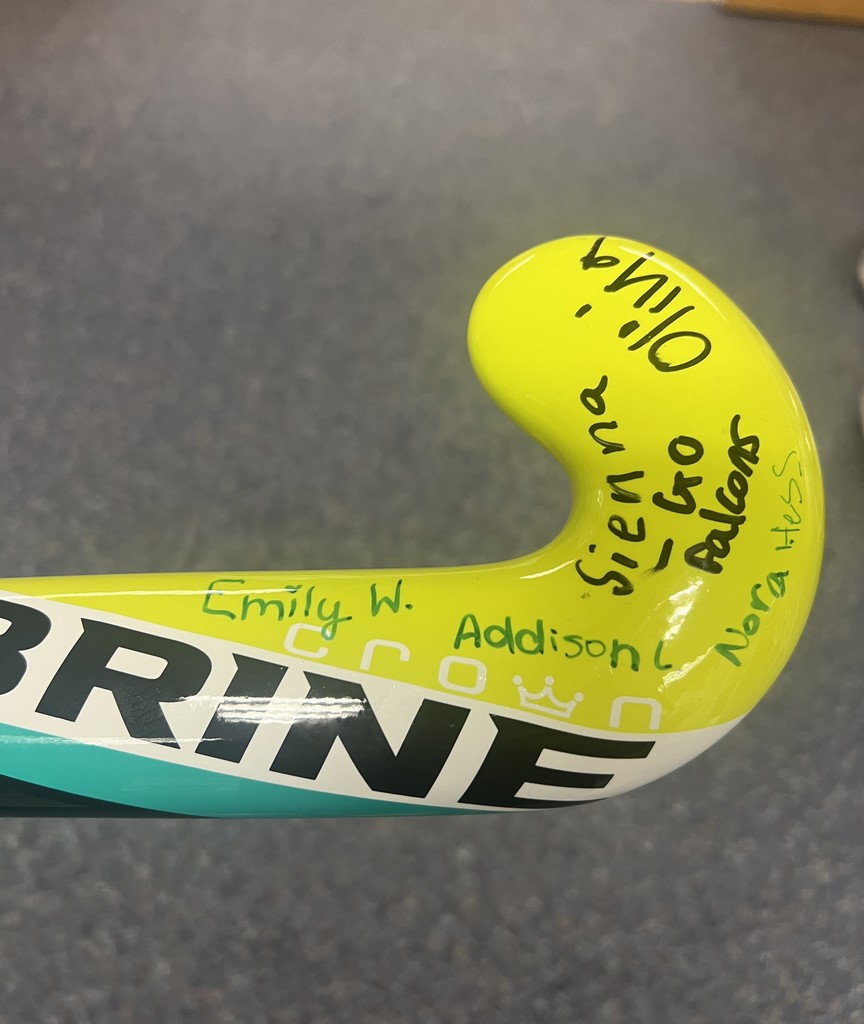 Olivia
Sienna
Go
Falcons
Nora Hess
Emily W.
Addison L
crown
BRINE